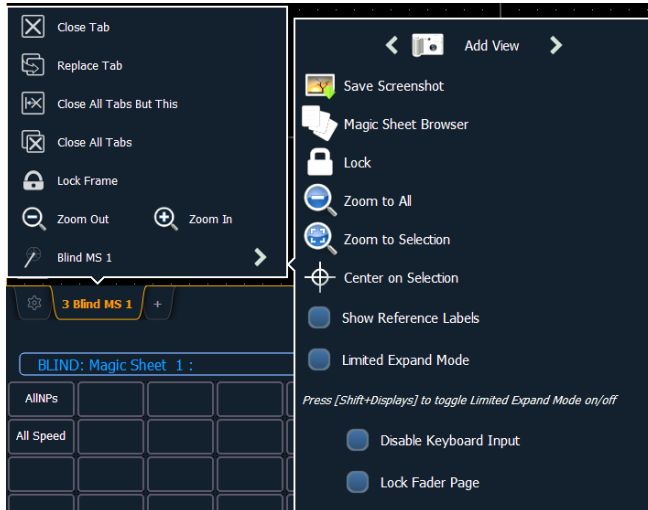 Close Tab
Replace Tab
Close All Tabs But This
Close All Tabs
Lock Frame
Zoom Out
Zoom In
Blind MS 1
3 Blind MS 1
+
BLIND: Magic Sheet 1 :
AllNPs
All Speed
Add View
Save Screenshot
Magic Sheet Browser
Lock
Zoom to All
Zoom to Selection
Center on Selection
Show Reference Labels
Limited Expand Mode
Press [Shift+Displays] to toggle Limited Expand Mode on/off
Disable Keyboard Input
Lock Fader Page